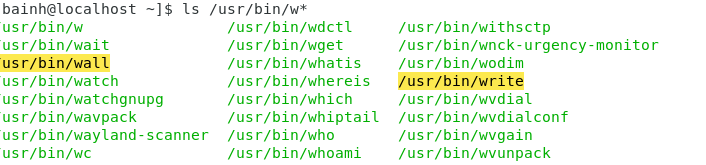 bainh@localhost ~]$ ls /usr/bin/w*
/usr/bin/w /usr/bin/wdctl /usr/bin/withsctp
/usr/bin/wait /usr/bin/wget /usr/bin/wnck-urgency-monitor
/usr/bin/wall /usr/bin/whatis /usr/bin/wodim
/usr/bin/watch /usr/bin/whereis /usr/bin/write
/usr/bin/watchgnupg /usr/bin/which /usr/bin/wvdial
/usr/bin/wavpack /usr/bin/whiptail /usr/bin/wvdialconf
/usr/bin/wayland-scanner /usr/bin/who /usr/bin/wvgain
/usr/bin/wc /usr/bin/whoami /usr/bin/wvunpack